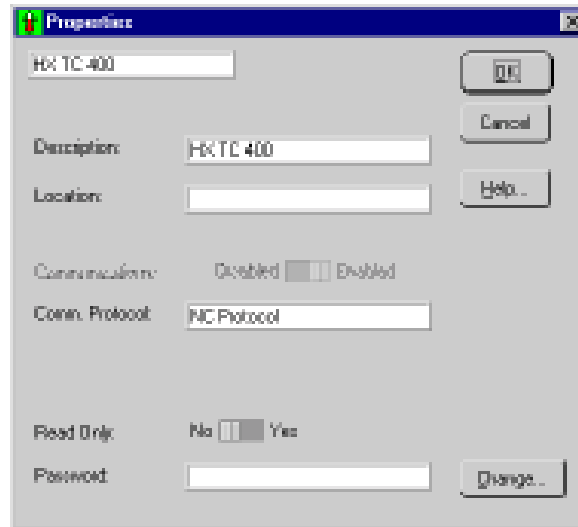 Properties
HX TC 400
OK
Cancel
Description: HX TC 400
Location:
Help...
Communications: Disabled Enabled
Comm. Protocol: NC Protocol
Read Only: No Yes
Password: Change...